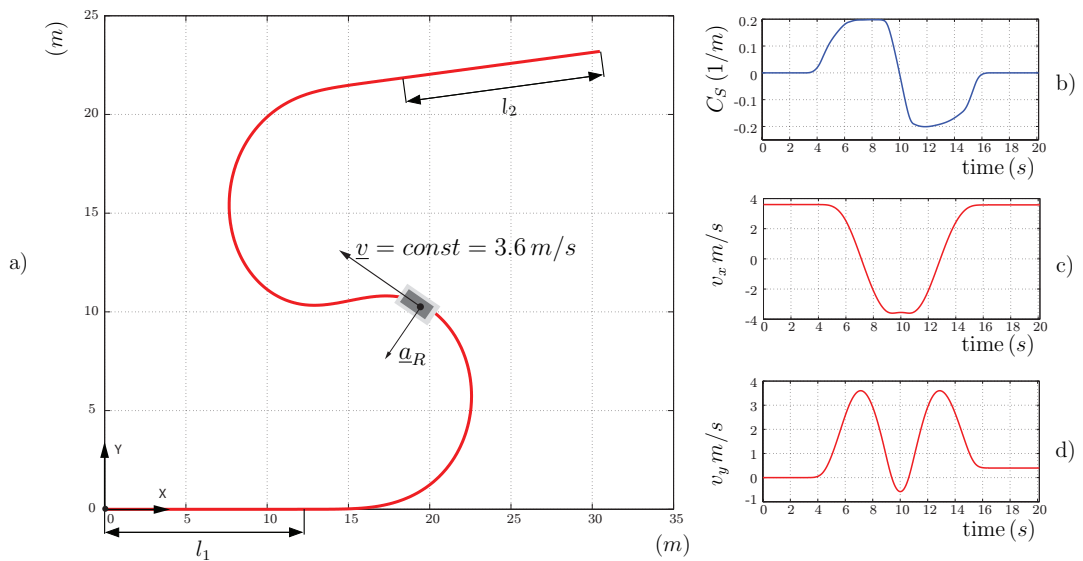 a)
(m)
25
20
15
10
5
0
0 5 10 15 20 25 30 35
(m)
Y
X
l₁
l₂
v = const = 3.6 m/s
a_R
b)
C_S (1/m)
0.2
0.1
0
-0.1
-0.2
0 2 4 6 8 10 12 14 16 18 20
time (s)
c)
v_x m/s
4
2
0
-2
-4
0 2 4 6 8 10 12 14 16 18 20
time (s)
d)
v_y m/s
4
3
2
1
0
-1
0 2 4 6 8 10 12 14 16 18 20
time (s)